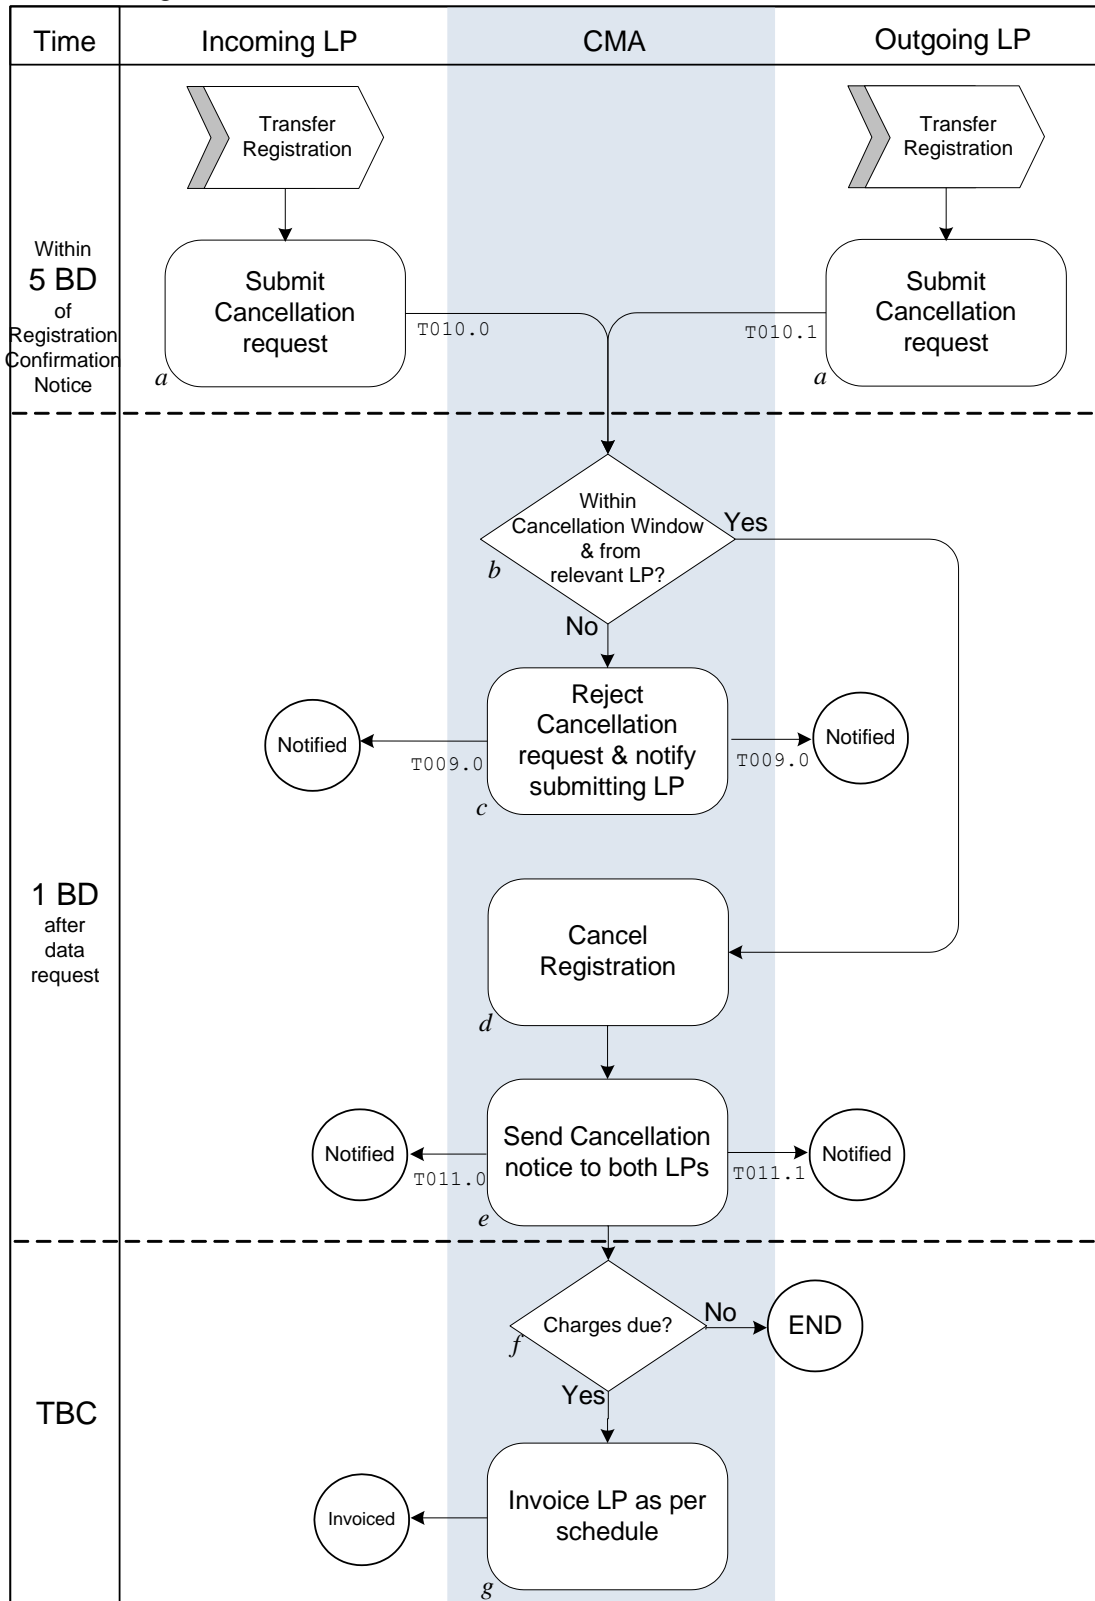 Time
Incoming LP
CMA
Outgoing LP
Transfer
Registration
Transfer
Registration
Within
5 BD
of
Registration
Confirmation
Notice
Submit
Cancellation
request
a
T010.0
T010.1
Submit
Cancellation
request
a
Within
Cancellation Window
& from
relevant LP?
b
Yes
No
Reject
Cancellation
request & notify
submitting LP
c
Notified
T009.0
T009.0
Notified
1 BD
after
data
request
Cancel
Registration
d
Send Cancellation
notice to both LPs
e
Notified
T011.0
T011.1
Notified
Charges due?
f
No
END
Yes
TBC
Invoice LP as per
schedule
g
Invoiced